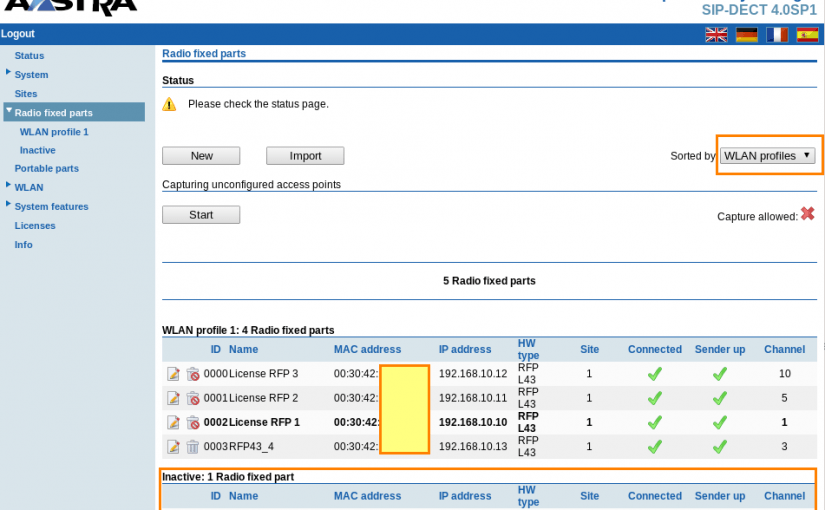 AASTRA
SIP-DECT 4.0SP1
Logout
Status
System
Sites
Radio fixed parts
WLAN profile 1
Inactive
Portable parts
WLAN
System features
Licenses
Info
Radio fixed parts
Status
Please check the status page.
New Import Sorted by WLAN profiles
Capturing unconfigured access points
Start Capture allowed:
5 Radio fixed parts
WLAN profile 1: 4 Radio fixed parts
ID Name MAC address IP address HW type Site Connected Sender up Channel
0000 License RFP 3 00:30:42: 192.168.10.12 RFP L43 1 10
0001 License RFP 2 00:30:42: 192.168.10.11 RFP L43 1 5
0002 License RFP 1 00:30:42: 192.168.10.10 RFP L43 1 1
0003 RFP43_4 00:30:42: 192.168.10.13 RFP L43 1 3
Inactive: 1 Radio fixed part
ID Name MAC address IP address HW type Site Connected Sender up Channel